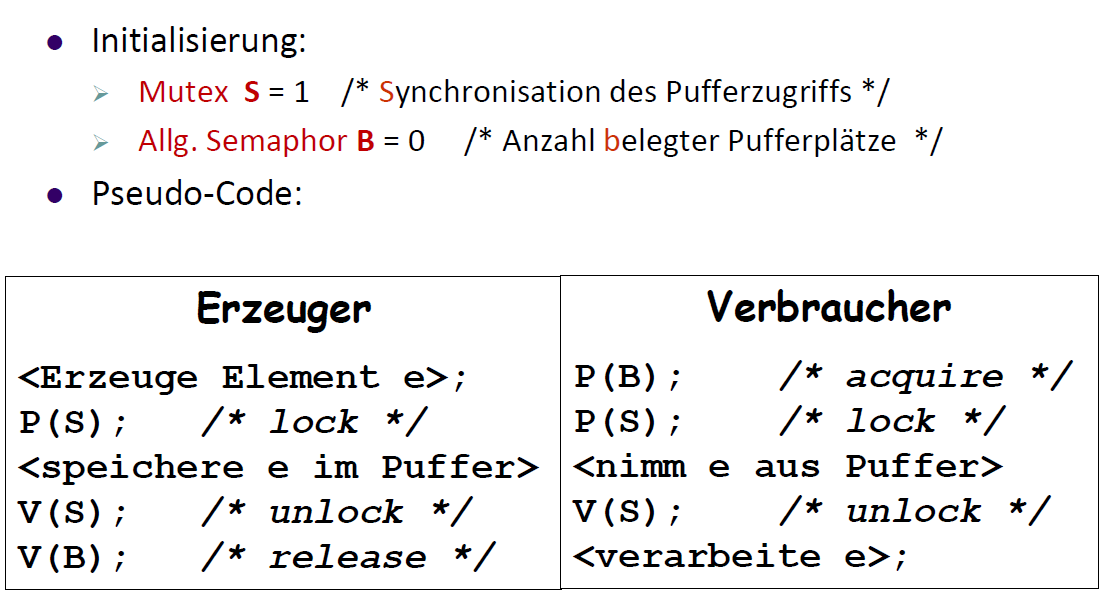 Initialisierung:
Mutex S = 1 /* Synchronisation des Pufferzugriffs */
Allg. Semaphor B = 0 /* Anzahl belegter Pufferplätze */
Pseudo-Code:
Erzeuger
<Erzeuge Element e>;
P(S); /* lock */
<speichere e im Puffer>
V(S); /* unlock */
V(B); /* release */
Verbraucher
P(B); /* acquire */
P(S); /* lock */
<nimm e aus Puffer>
V(S); /* unlock */
<verarbeite e>;